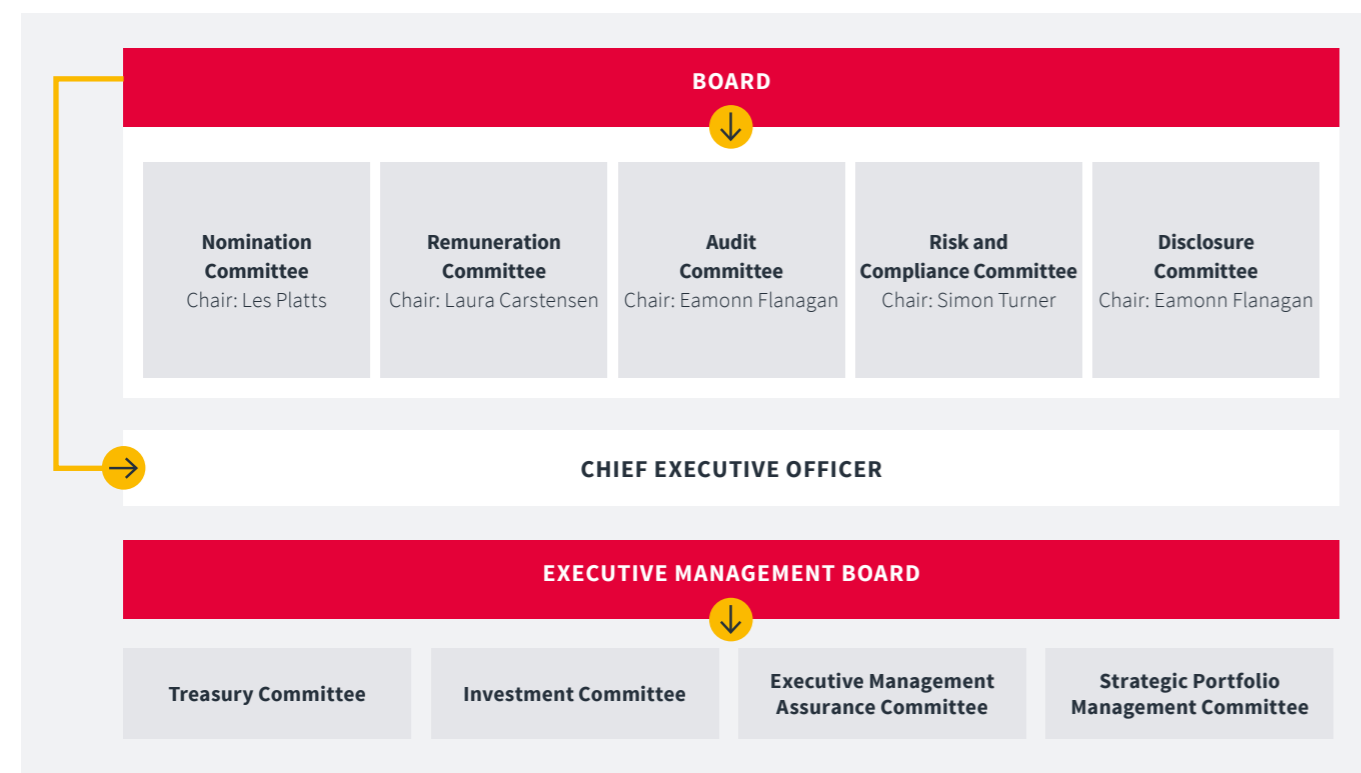 BOARD
Nomination
Committee
Chair: Les Platts
Remuneration
Committee
Chair: Laura Carstensen
Audit
Committee
Chair: Eamonn Flanagan
Risk and
Compliance Committee
Chair: Simon Turner
Disclosure
Committee
Chair: Eamonn Flanagan
CHIEF EXECUTIVE OFFICER
EXECUTIVE MANAGEMENT BOARD
Treasury Committee
Investment Committee
Executive Management
Assurance Committee
Strategic Portfolio
Management Committee